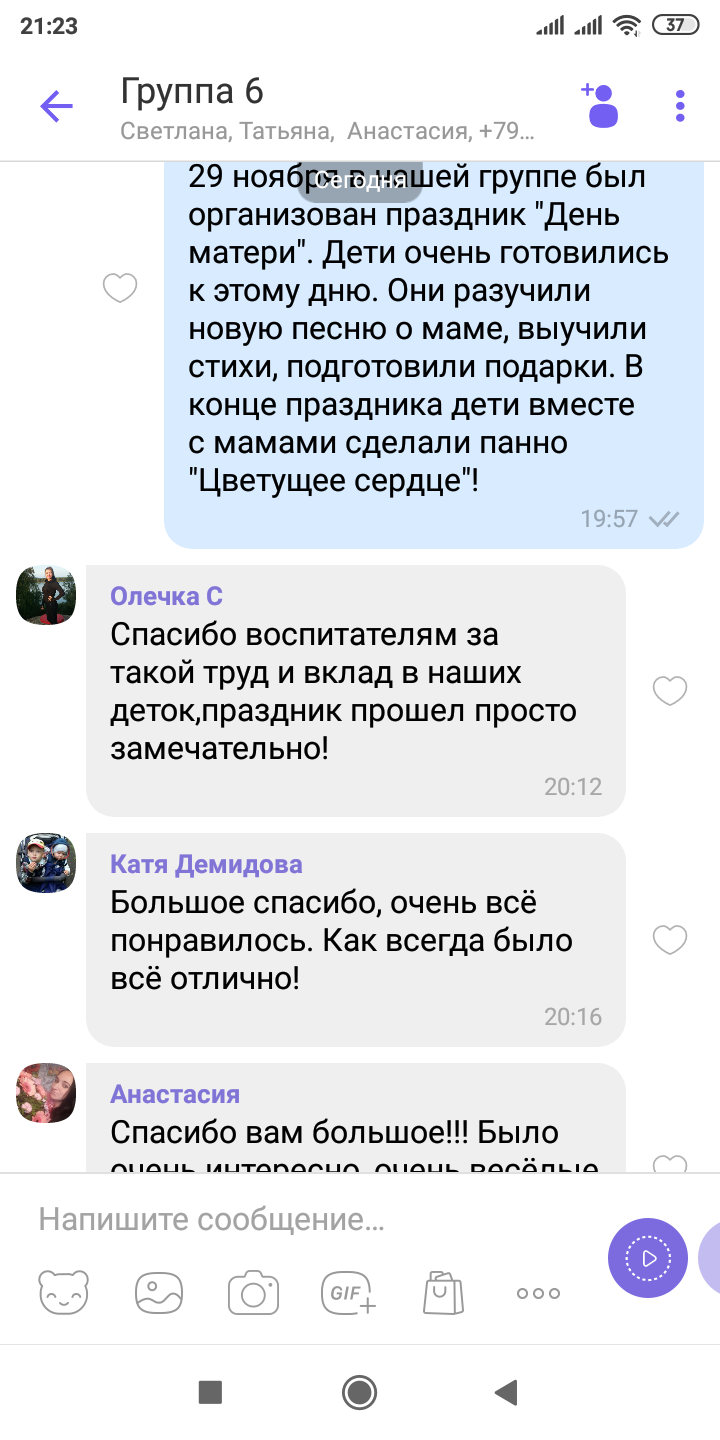 21:23
37
Группа 6
Светлана, Татьяна, Анастасия, +79...
Сегодня
29 ноября в нашей группе был
организован праздник "День
матери". Дети очень готовились
к этому дню. Они разучили
новую песню о маме, выучили
стихи, подготовили подарки. В
конце праздника дети вместе
с мамами сделали панно
"Цветущее сердце"!
19:57
Олечка С
Спасибо воспитателям за
такой труд и вклад в наших
деток,праздник прошел просто
замечательно!
20:12
Катя Демидова
Большое спасибо, очень всё
понравилось. Как всегда было
всё отлично!
20:16
Анастасия
Спасибо вам большое!!! Было
очень интересно, очень весёлые
Напишите сообщение...
GIF